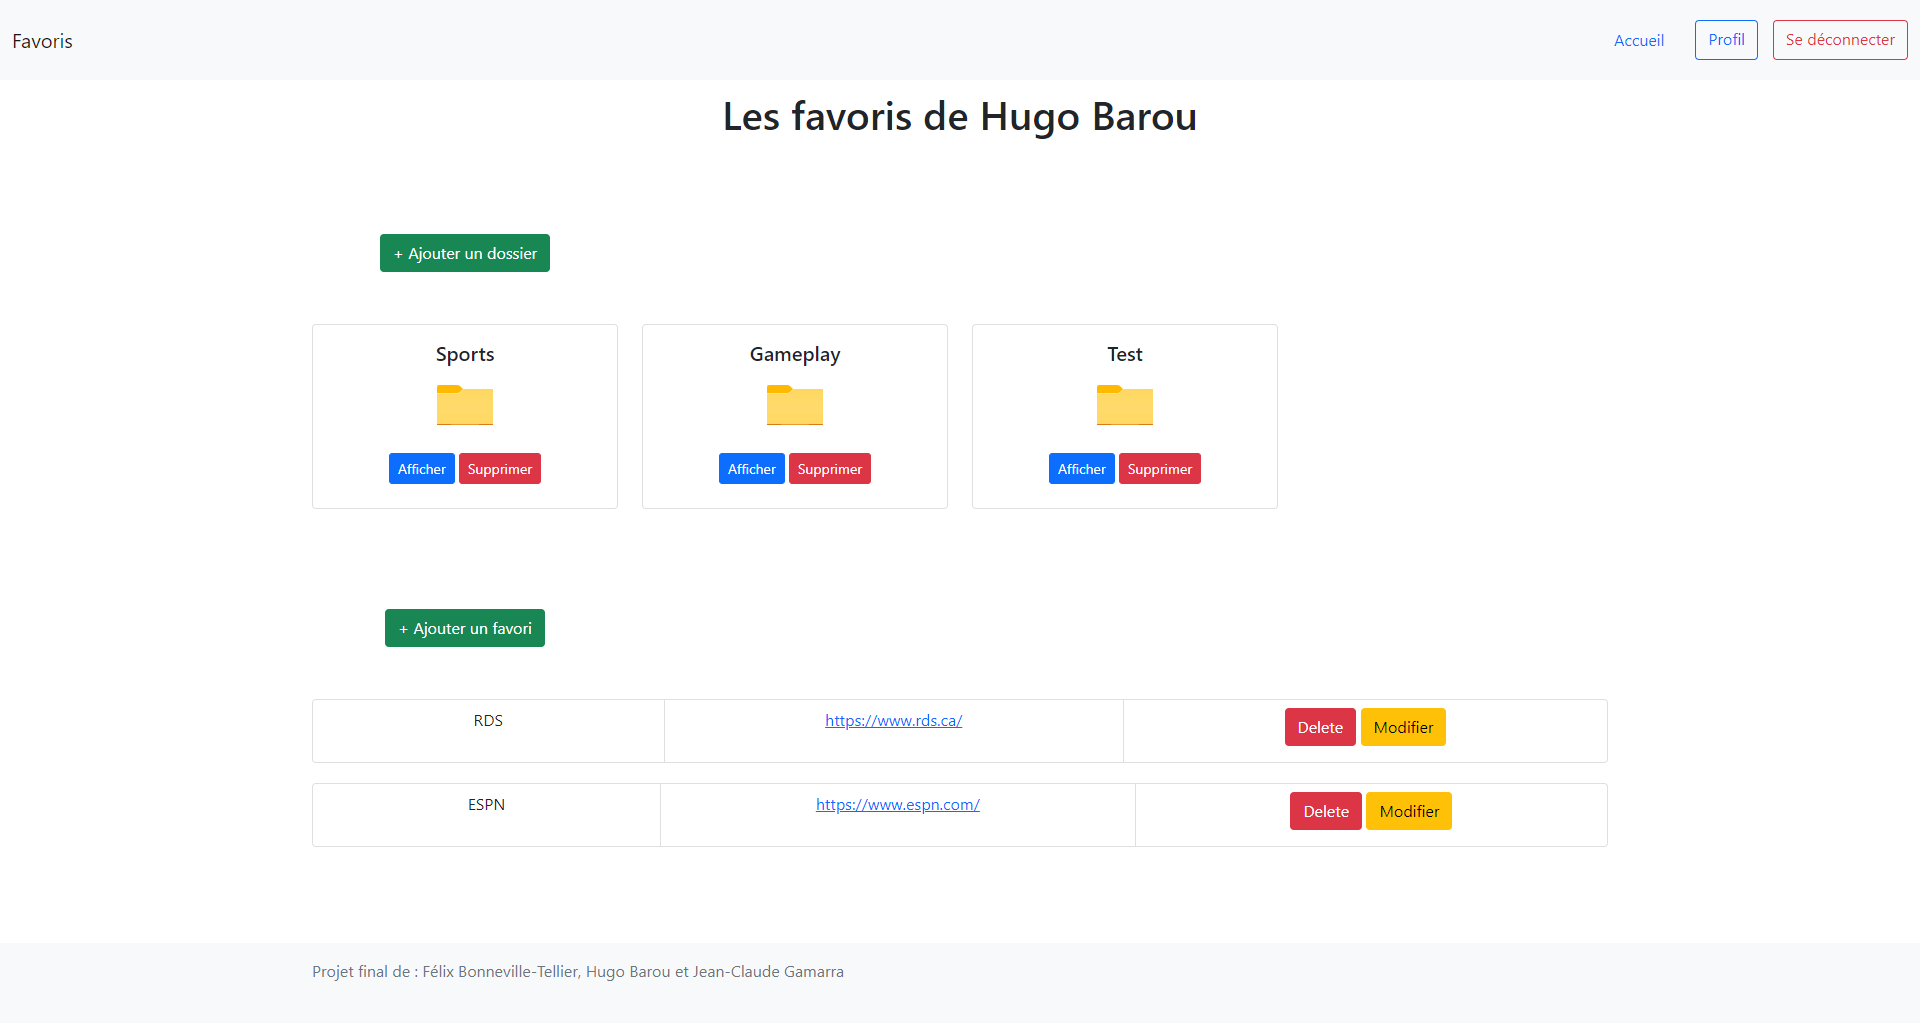 Favoris
Accueil
Profil
Se déconnecter
Les favoris de Hugo Barou
+ Ajouter un dossier
Sports
Gameplay
Test
Afficher Supprimer
Afficher Supprimer
Afficher Supprimer
+ Ajouter un favori
RDS
https://www.rds.ca/
Delete Modifier
ESPN
https://www.espn.com/
Delete Modifier
Projet final de : Félix Bonneville-Tellier, Hugo Barou et Jean-Claude Gamarra